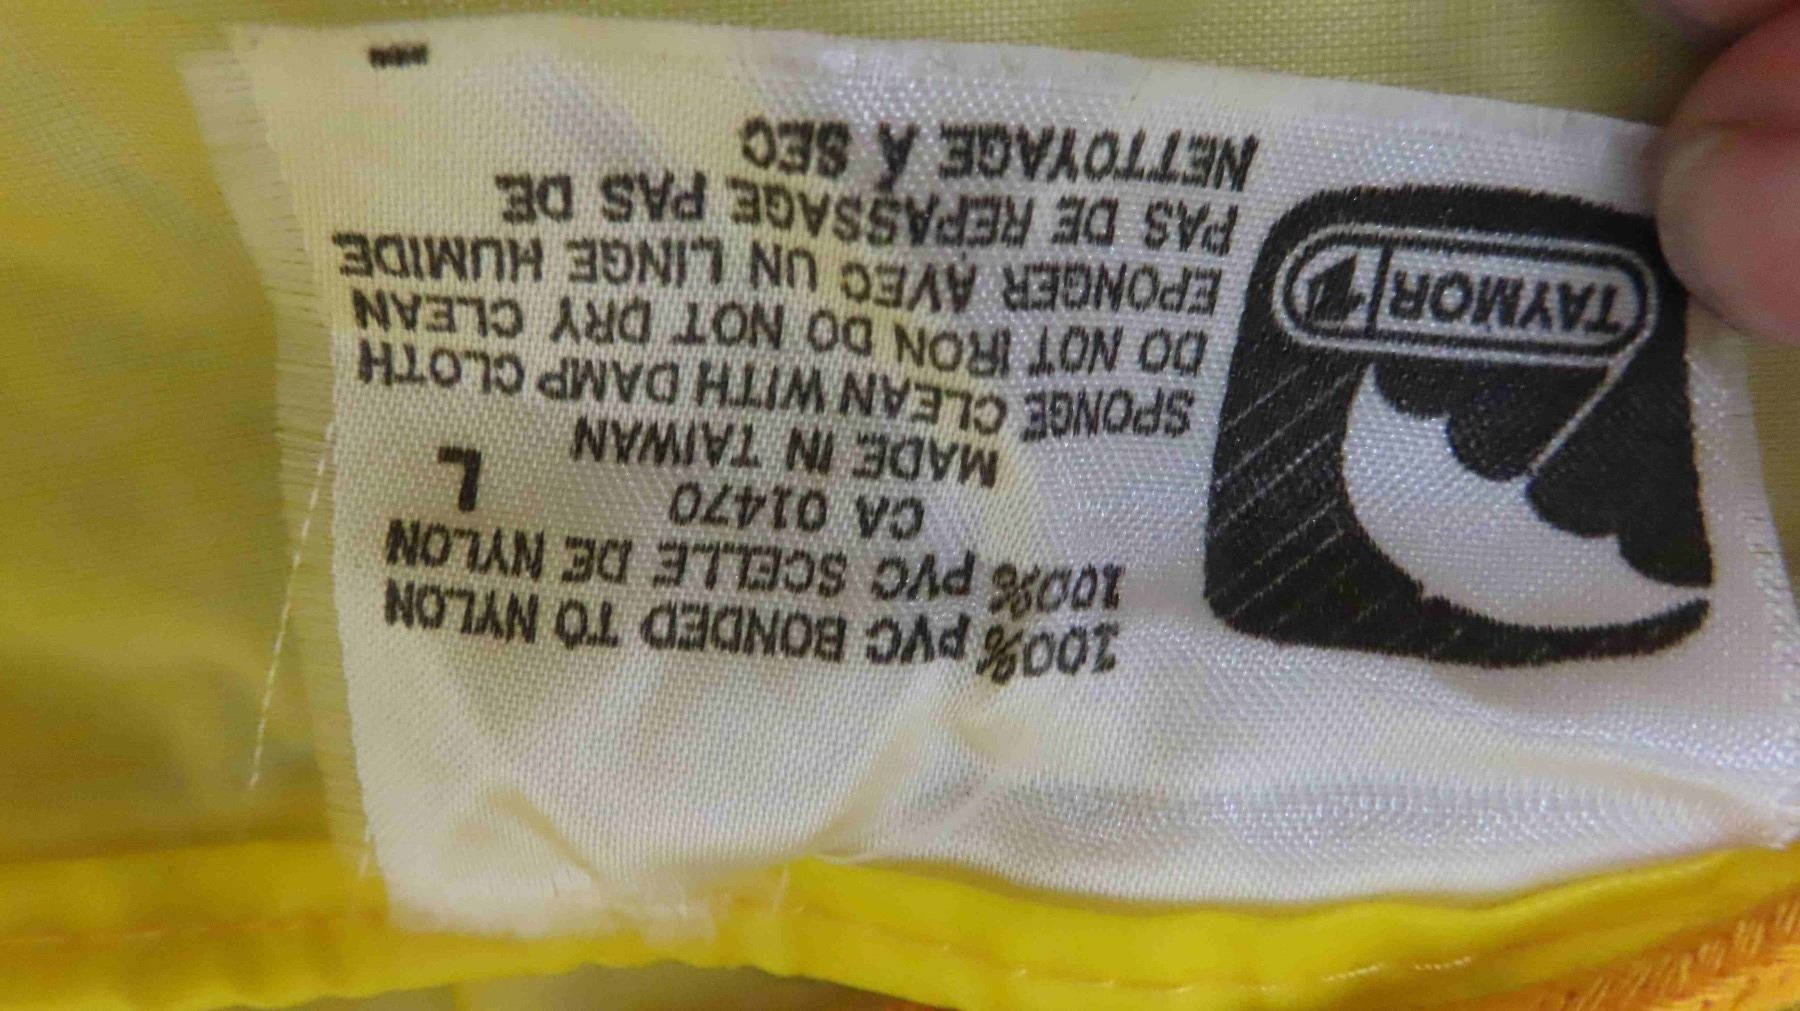 TAYMOR
100% PVC BONDED TO NYLON
100% PVC SCELLE DE NYLON
CA 01470
L
MADE IN TAIWAN
SPONGE CLEAN WITH DAMP CLOTH
DO NOT IRON DO NOT DRY CLEAN
EPONGER AVEC UN LINGE HUMIDE
PAS DE REPASSAGE PAS DE
NETTOYAGE À SEC